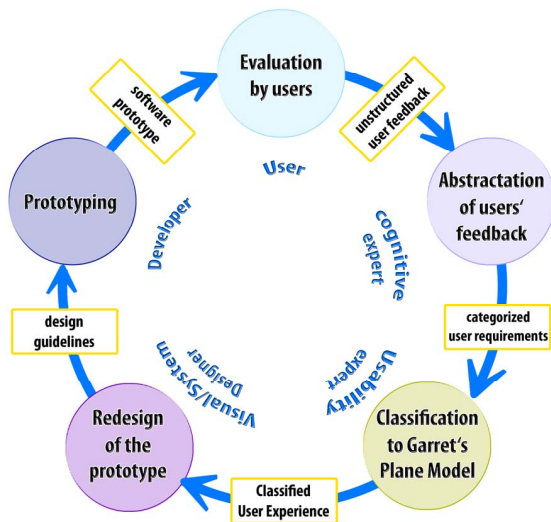 Evaluation
by users
software
prototype
unstructured
user feedback
User
Prototyping
Developer
cognitive
expert
Abstractation
of users‘
feedback
design
guidelines
categorized
user requirements
Visual/System
Designer
Usability
expert
Redesign
of the
prototype
Classification
to Garret‘s
Plane Model
Classified
User Experience